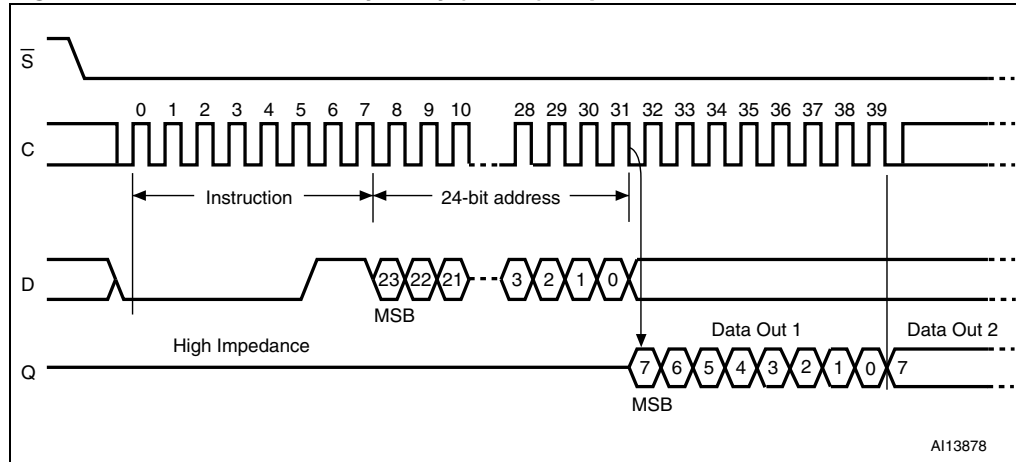 S
0 1 2 3 4 5 6 7 8 9 10 28 29 30 31 32 33 34 35 36 37 38 39
C
Instruction 24-bit address
D
23 22 21 3 2 1 0
MSB
Data Out 1 Data Out 2
High Impedance
Q
7 6 5 4 3 2 1 0 7
MSB
AI13878